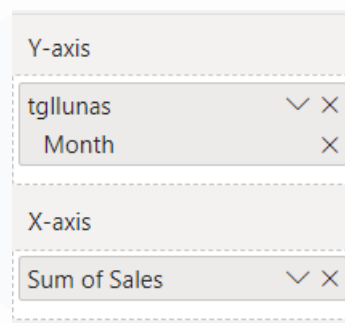 Y-axis
tgllunas
Month
X-axis
Sum of Sales